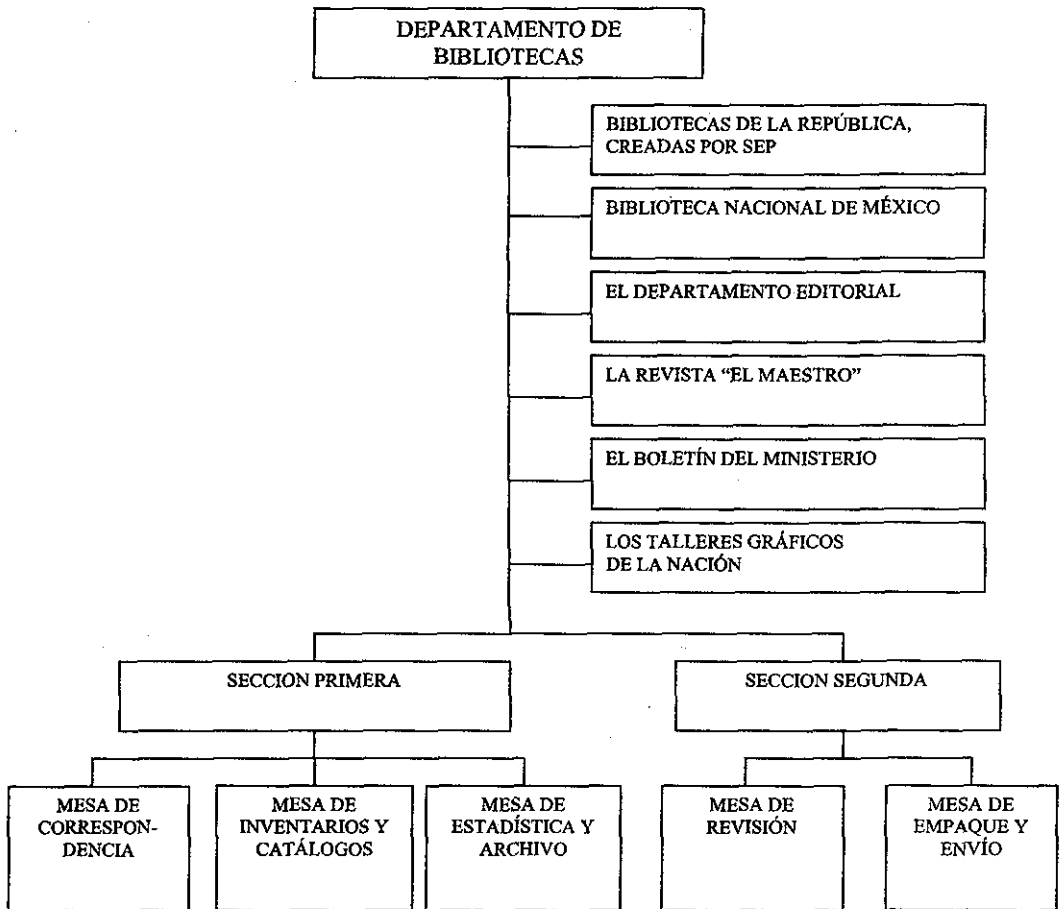 DEPARTAMENTO DE
BIBLIOTECAS
BIBLIOTECAS DE LA REPÚBLICA,
CREADAS POR SEP
BIBLIOTECA NACIONAL DE MÉXICO
EL DEPARTAMENTO EDITORIAL
LA REVISTA “EL MAESTRO”
EL BOLETÍN DEL MINISTERIO
LOS TALLERES GRÁFICOS
DE LA NACIÓN
SECCION PRIMERA
SECCION SEGUNDA
MESA DE
CORRESPON-
DENCIA
MESA DE
INVENTARIOS Y
CATÁLOGOS
MESA DE
ESTADÍSTICA Y
ARCHIVO
MESA DE
REVISIÓN
MESA DE
EMPAQUE Y
ENVÍO